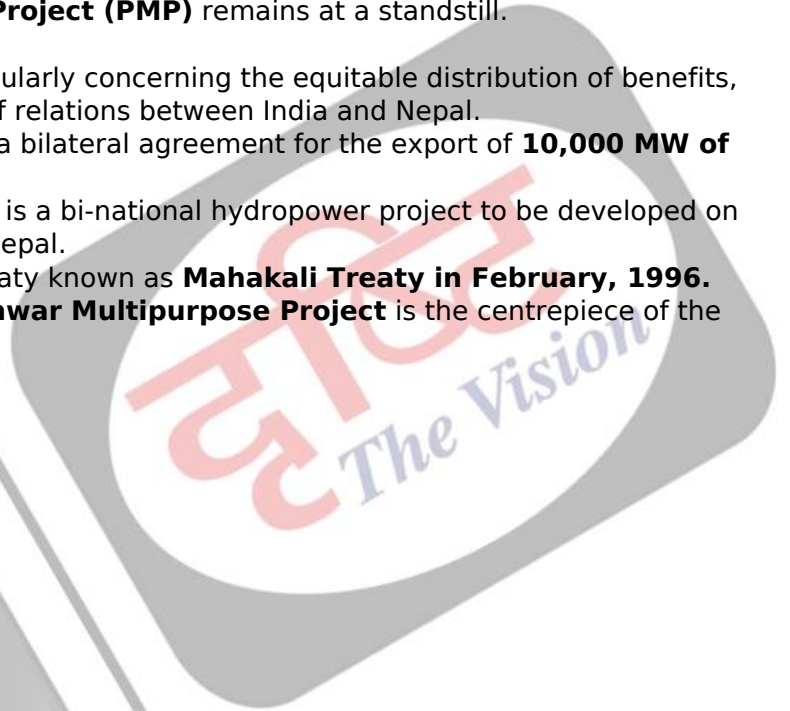 Project (PMP) remains at a standstill.
ularly concerning the equitable distribution of benefits,
f relations between India and Nepal.
a bilateral agreement for the export of 10,000 MW of
is a bi-national hydropower project to be developed on
epal.
aty known as Mahakali Treaty in February, 1996.
war Multipurpose Project is the centrepiece of the
दृष्टि
The Vision